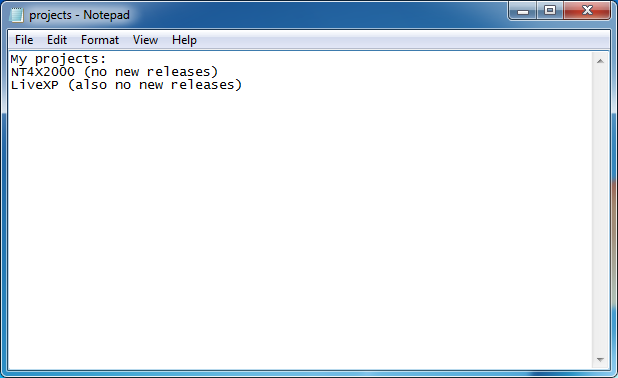 projects - Notepad
File Edit Format View Help
My projects:
NT4X2000 (no new releases)
LiveXP (also no new releases)